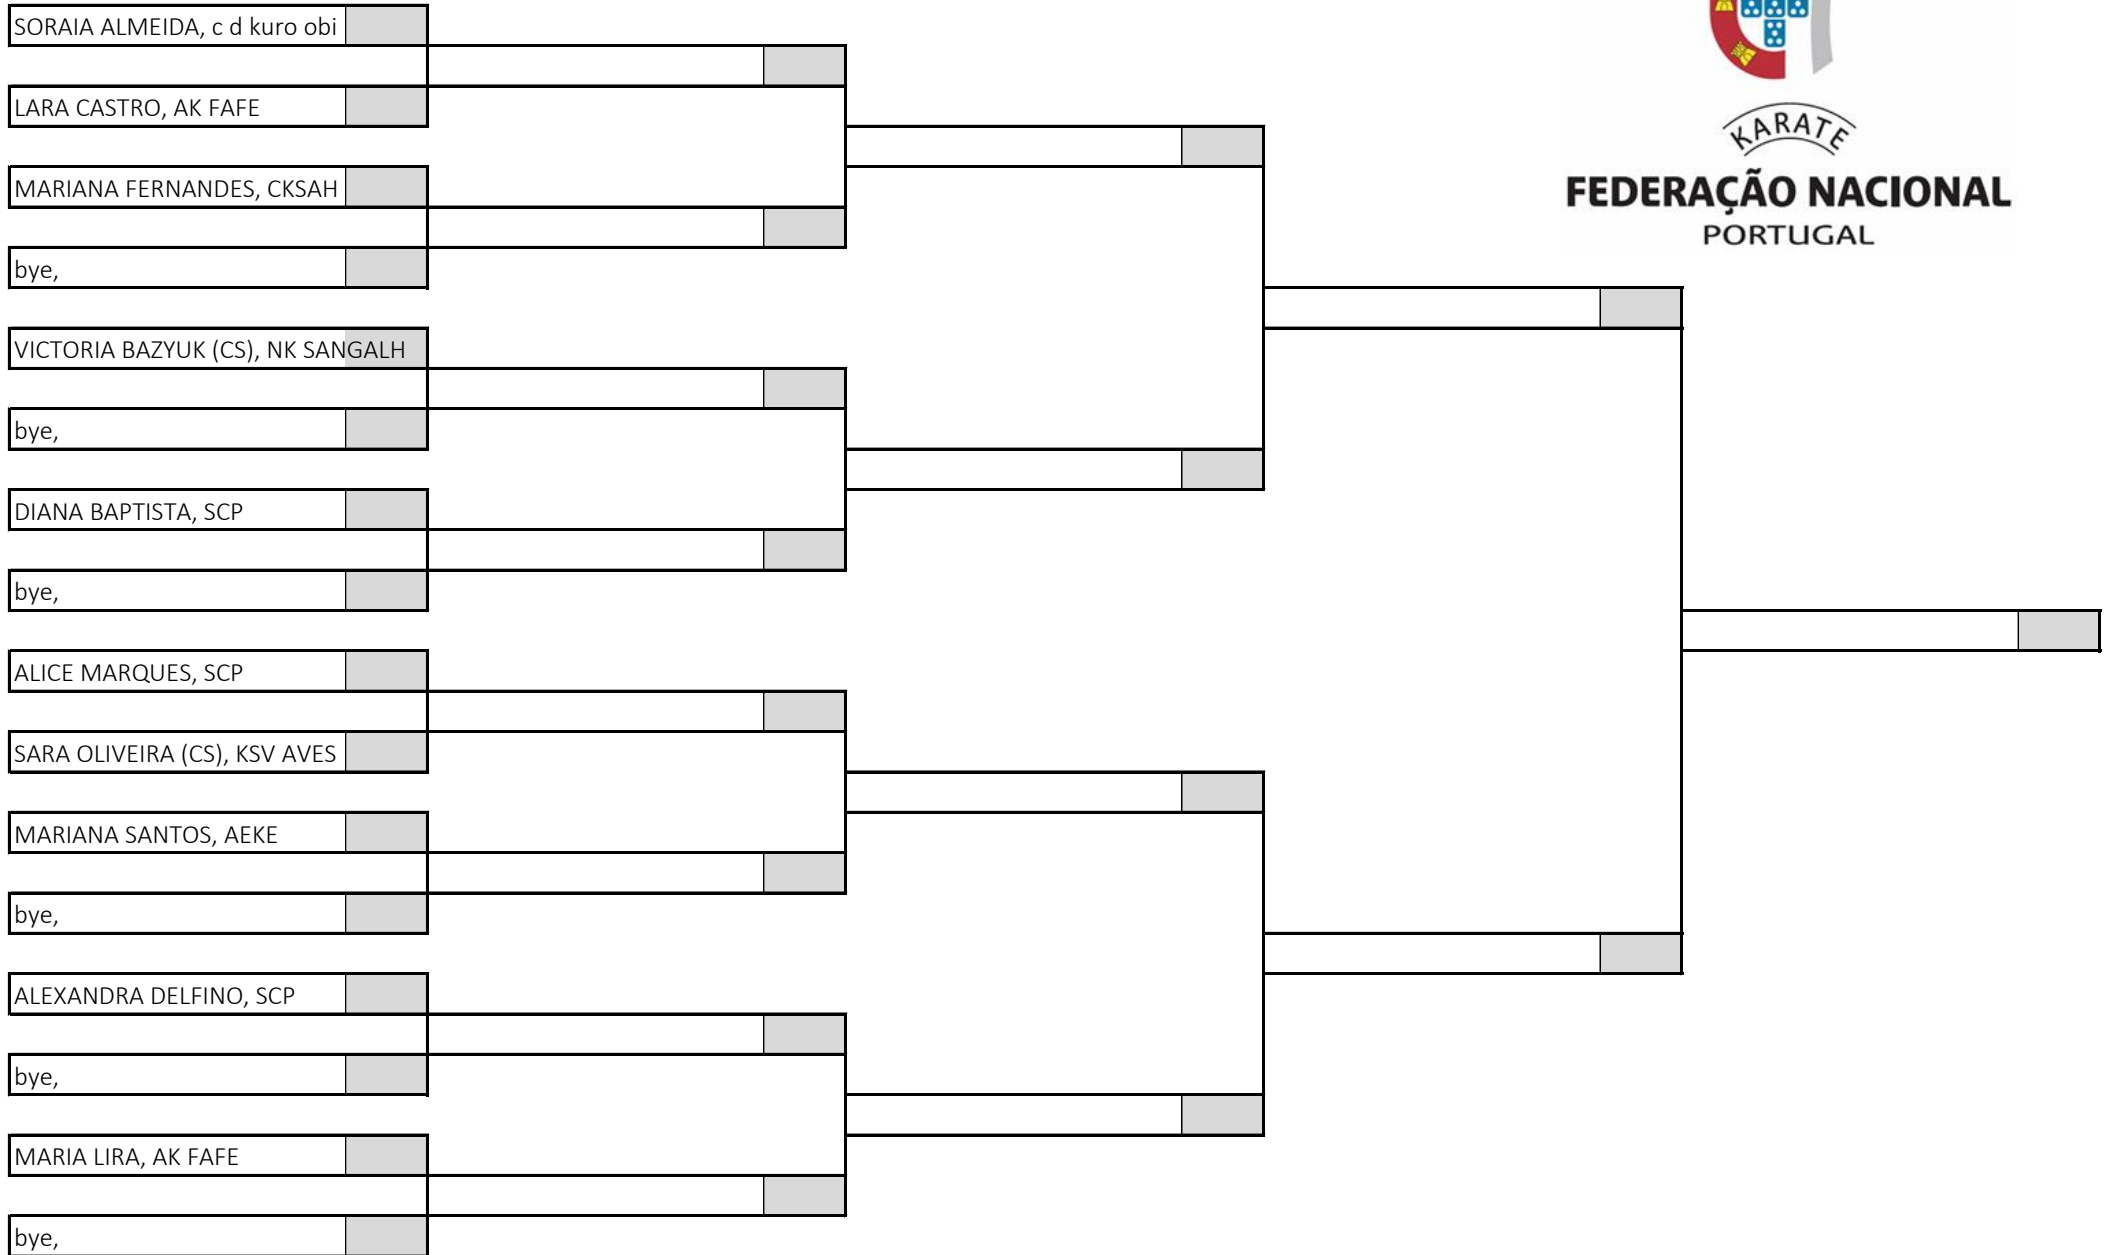 SORAIA ALMEIDA, c d kuro obi
LARA CASTRO, AK FAFE
MARIANA FERNANDES, CKSAH
bye,
VICTORIA BAZYUK (CS), NK SANGALH
bye,
DIANA BAPTISTA, SCP
bye,
ALICE MARQUES, SCP
SARA OLIVEIRA (CS), KSV AVES
MARIANA SANTOS, AEKE
bye,
ALEXANDRA DELFINO, SCP
bye,
MARIA LIRA, AK FAFE
bye,
KARATE
FEDERAÇÃO NACIONAL
PORTUGAL